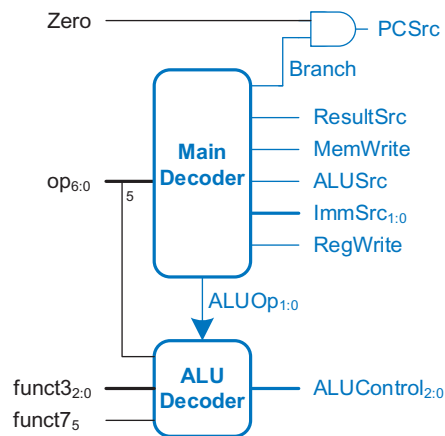 Zero
PCSrc
Branch
ResultSrc
MemWrite
Main
Decoder
op6:0
5
ALUSrc
ImmSrc1:0
RegWrite
ALUOp1:0
funct32:0
ALU
Decoder
ALUControl2:0
funct75